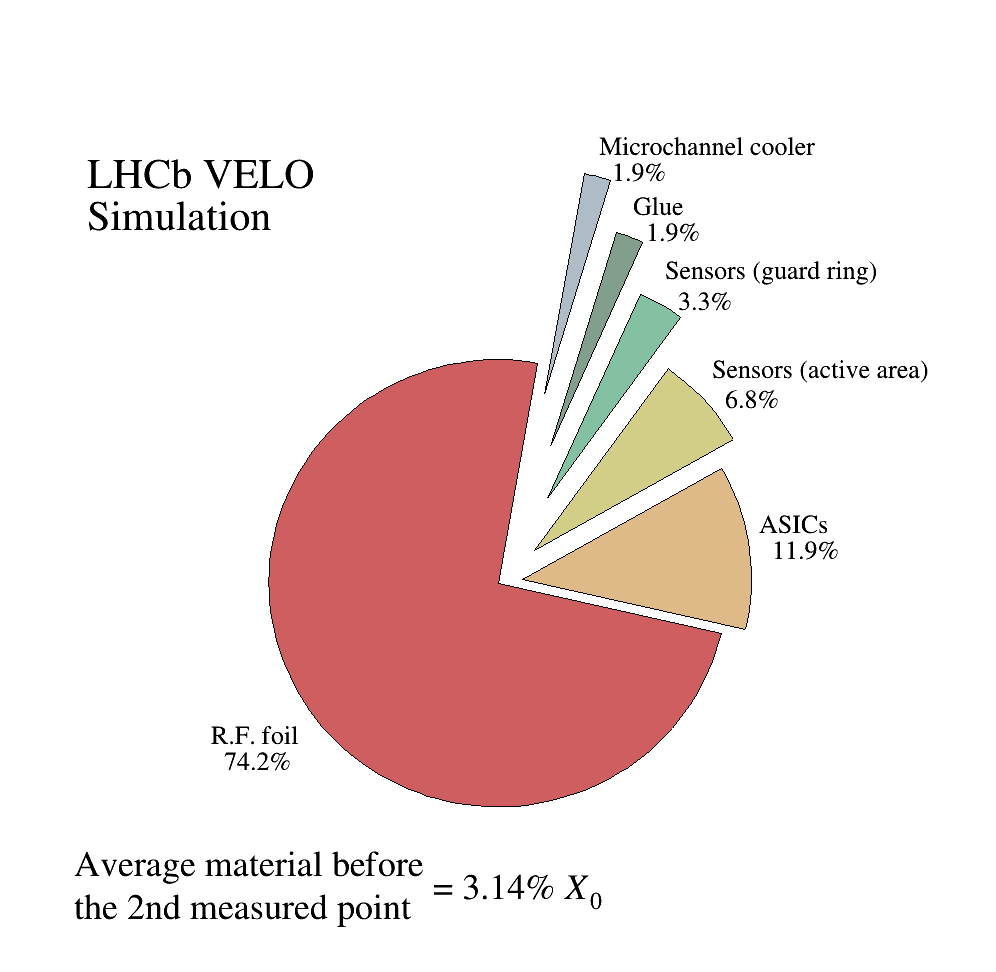 LHCb VELO
Simulation
Microchannel cooler
1.9%
Glue
1.9%
Sensors (guard ring)
3.3%
Sensors (active area)
6.8%
ASICs
11.9%
R.F. foil
74.2%
Average material before
the 2nd measured point = 3.14% X0